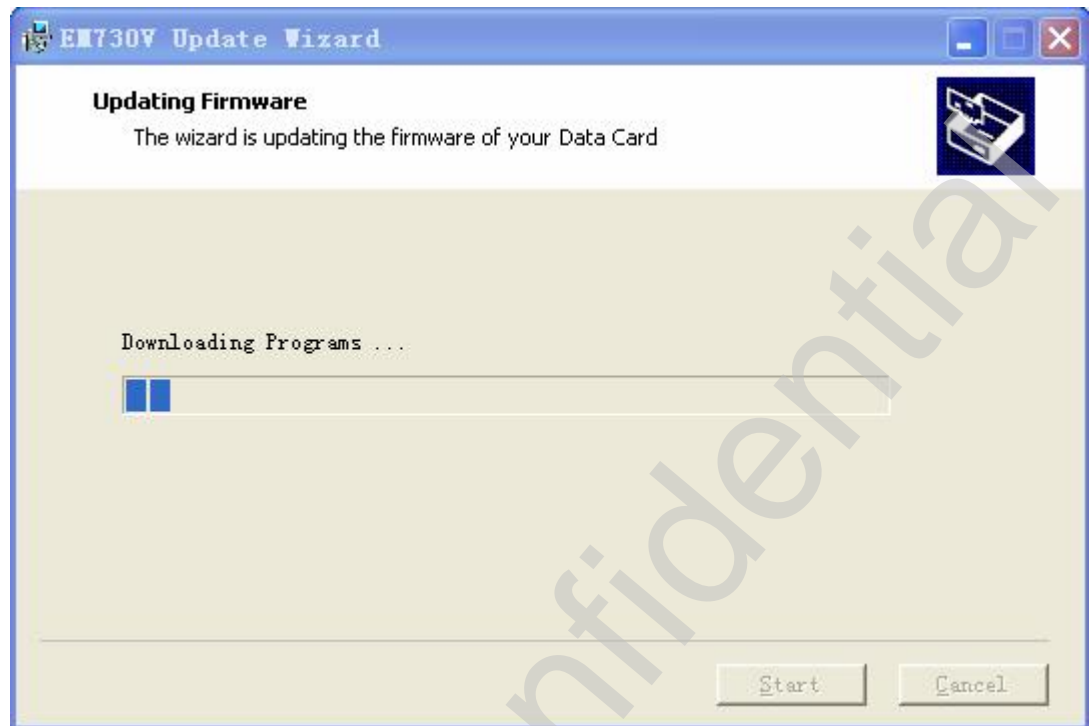 EM730V Update Wizard
Updating Firmware
The wizard is updating the firmware of your Data Card
Downloading Programs ...
Start
Cancel